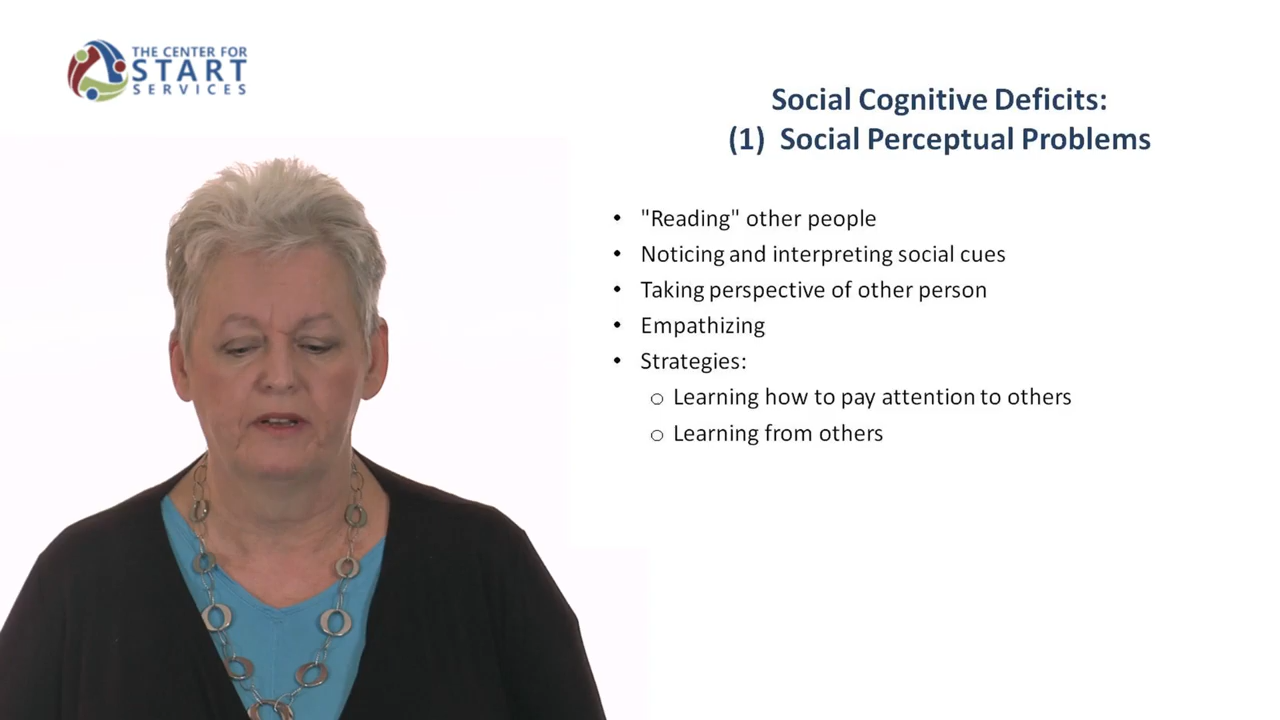 THE CENTER FOR
START
SERVICES
Social Cognitive Deficits:
(1) Social Perceptual Problems
• "Reading" other people
• Noticing and interpreting social cues
• Taking perspective of other person
• Empathizing
• Strategies:
o Learning how to pay attention to others
o Learning from others